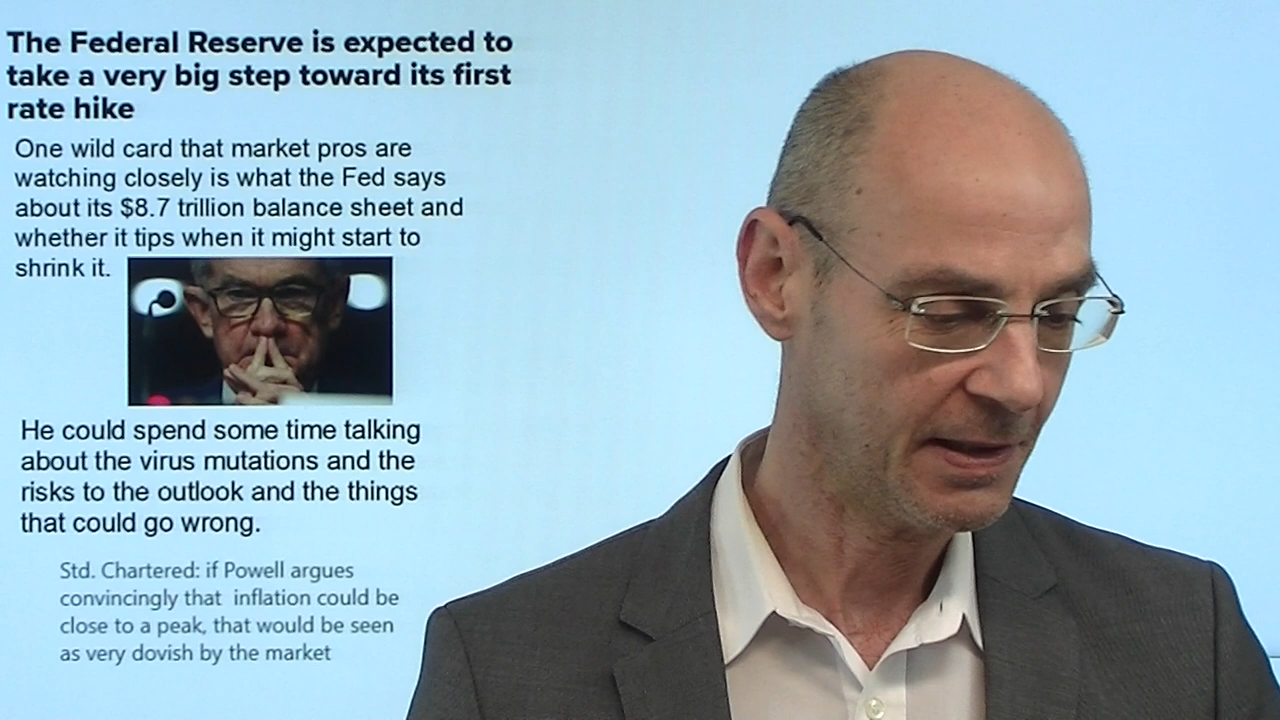 The Federal Reserve is expected to
take a very big step toward its first
rate hike
One wild card that market pros are
watching closely is what the Fed says
about its $8.7 trillion balance sheet and
whether it tips when it might start to
shrink it.
He could spend some time talking
about the virus mutations and the
risks to the outlook and the things
that could go wrong.
Std. Chartered: if Powell argues
convincingly that  inflation could be
close to a peak, that would be seen
as very dovish by the market